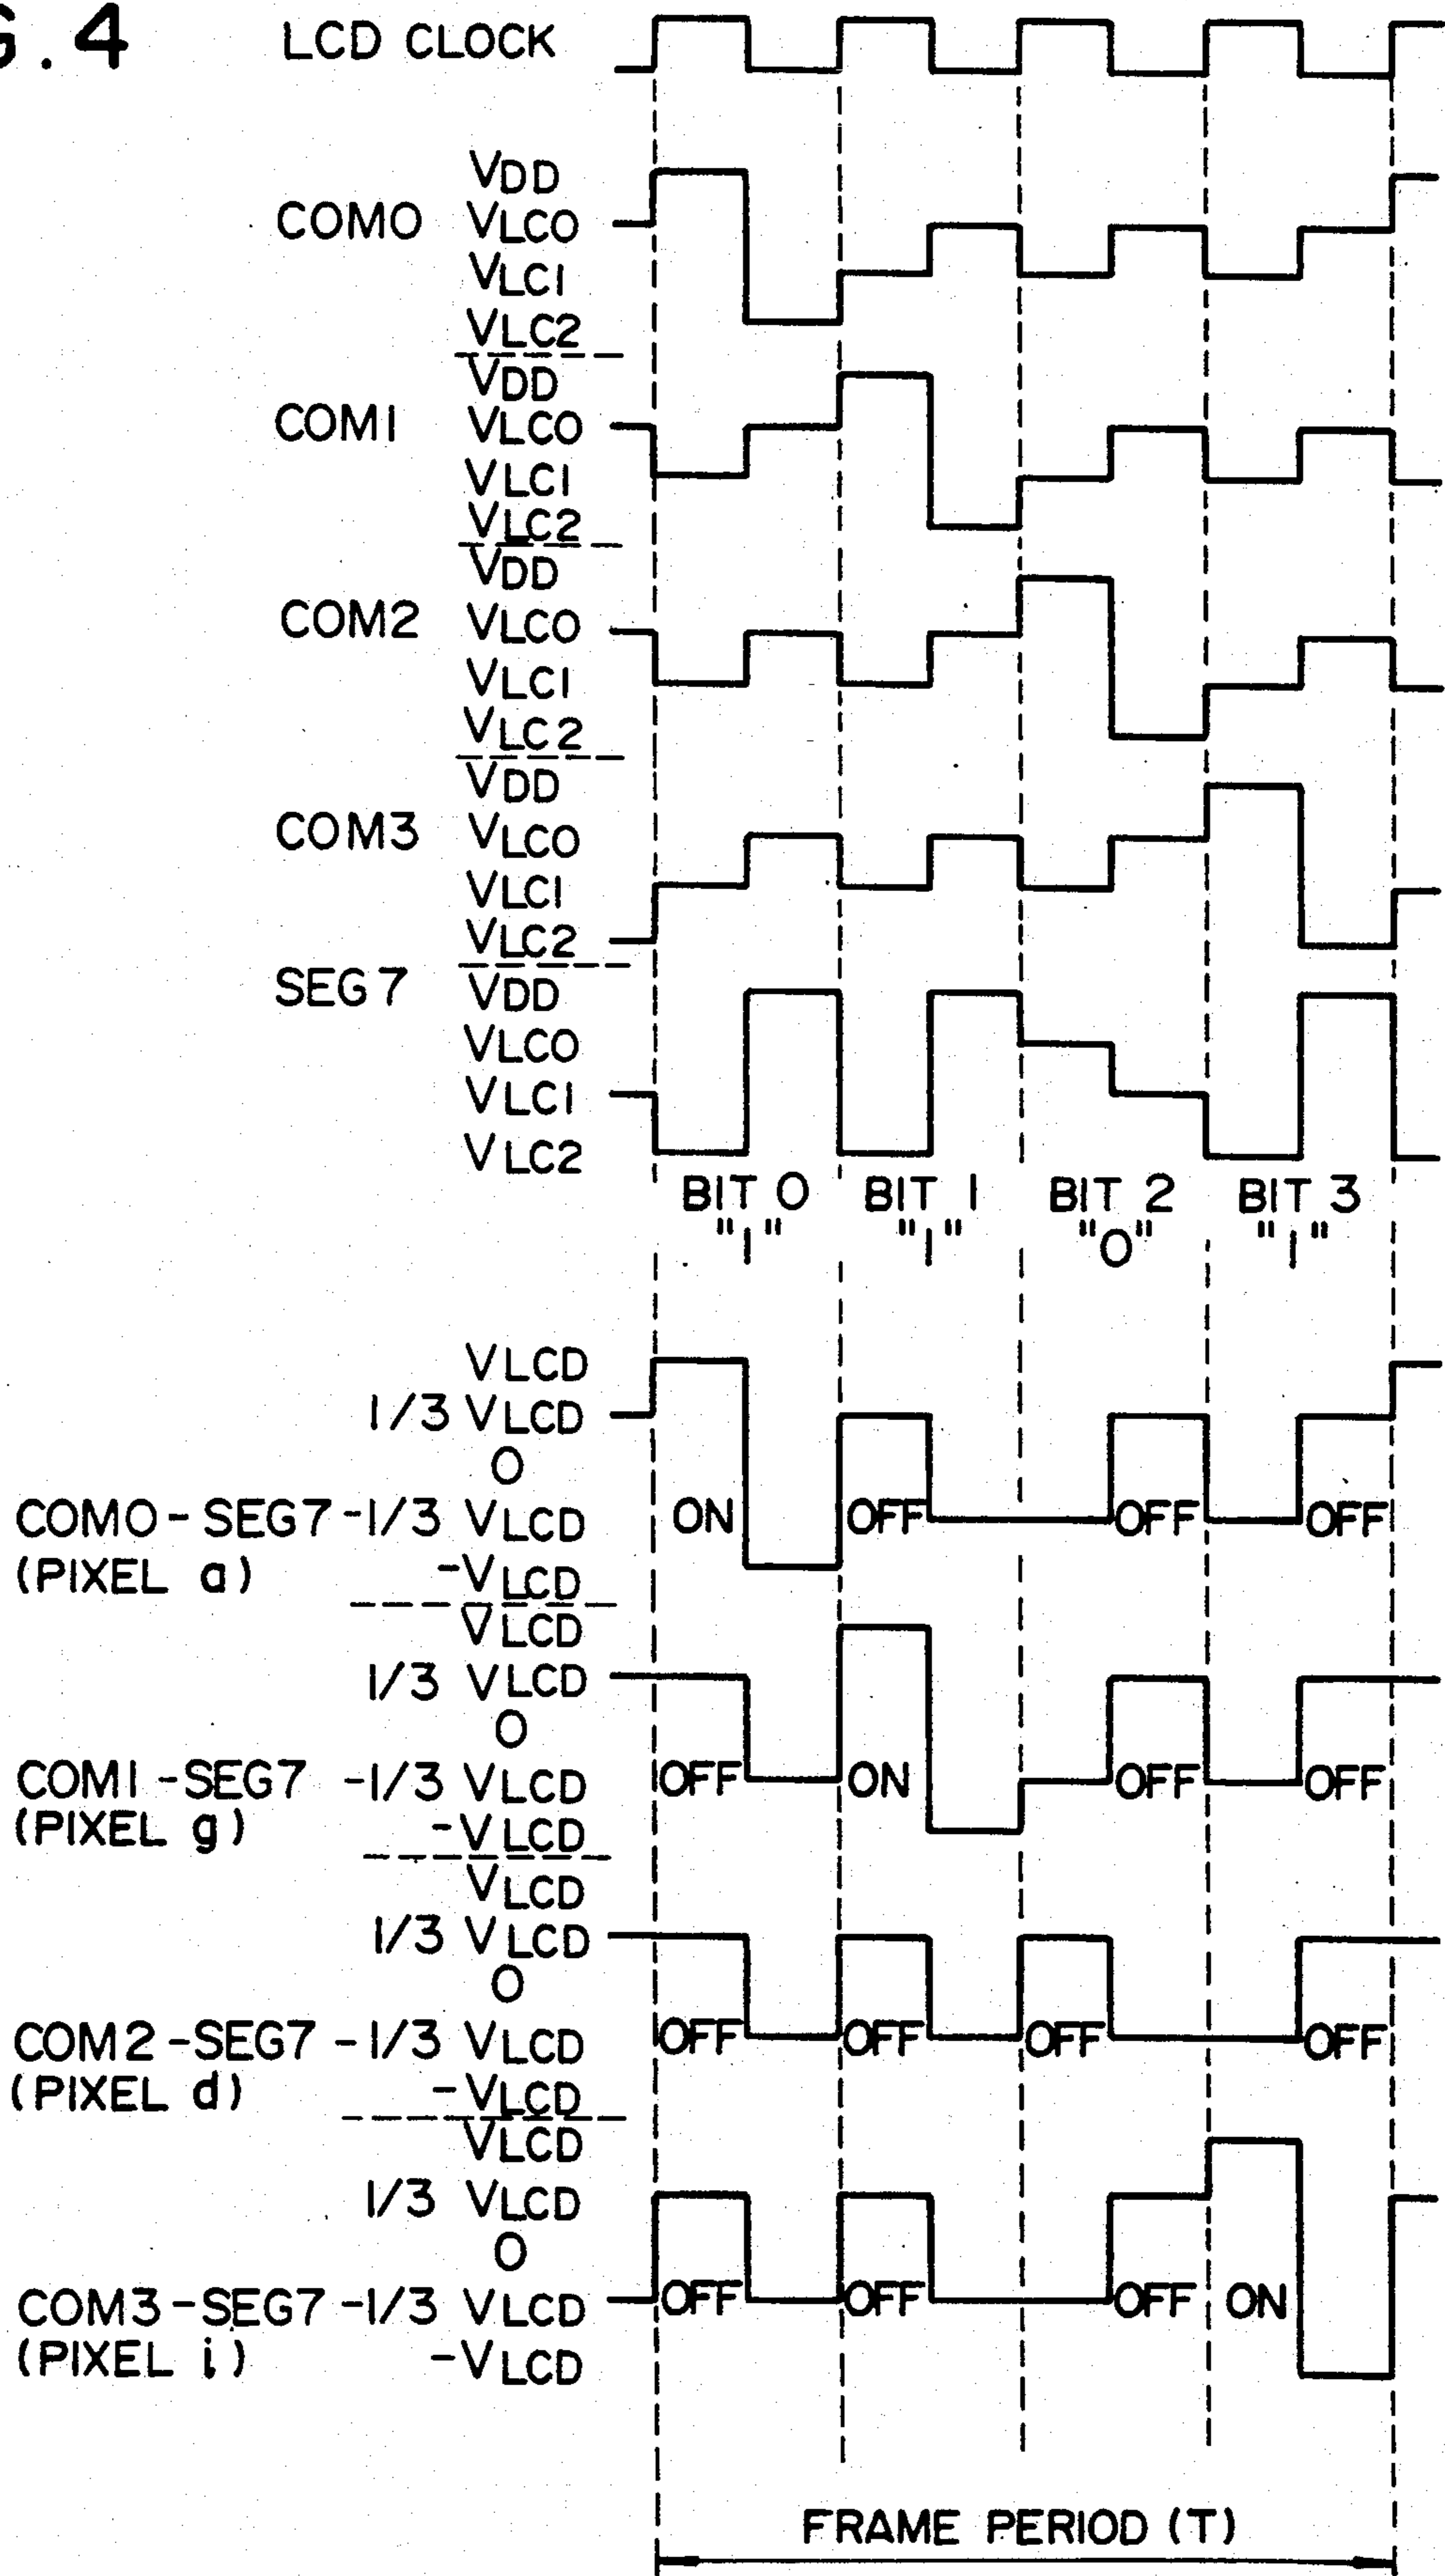 G.4
LCD CLOCK
VDD
COM0 VLC0
VLC1
VLC2
VDD
COM1 VLC0
VLC1
VLC2
VDD
COM2 VLC0
VLC1
VLC2
VDD
COM3 VLC0
VLC1
VLC2
SEG7 VDD
VLC0
VLC1
VLC2
BIT 0 BIT 1 BIT 2 BIT 3
"1" "1" "0" "1"
VLCD
1/3 VLCD
0
COM0-SEG7 -1/3 VLCD ON OFF OFF OFF
(PIXEL a) -VLCD
VLCD
1/3 VLCD
0
COM1-SEG7 -1/3 VLCD OFF ON OFF OFF
(PIXEL g) -VLCD
VLCD
1/3 VLCD
0
COM2-SEG7 -1/3 VLCD OFF OFF OFF OFF
(PIXEL d) -VLCD
VLCD
1/3 VLCD
0
COM3-SEG7 -1/3 VLCD OFF OFF OFF ON
(PIXEL i) -VLCD
FRAME PERIOD (T)